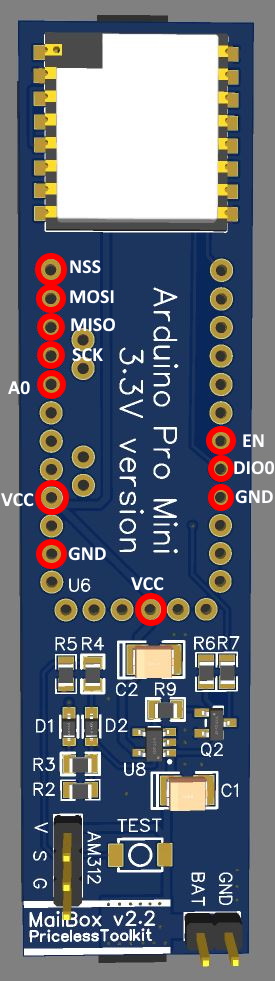 NSS
MOSI
MISO
SCK
A0
EN
DIO0
VCC
GND
GND
Arduino Pro Mini
3.3V version
U6
VCC
R5 R4
R6 R7
C2
R9
D1
D2
Q2
R3
U8
R2
C1
TEST
V
S
G
AM312
BAT
GND
MailBox v2.2
PricelessToolkit